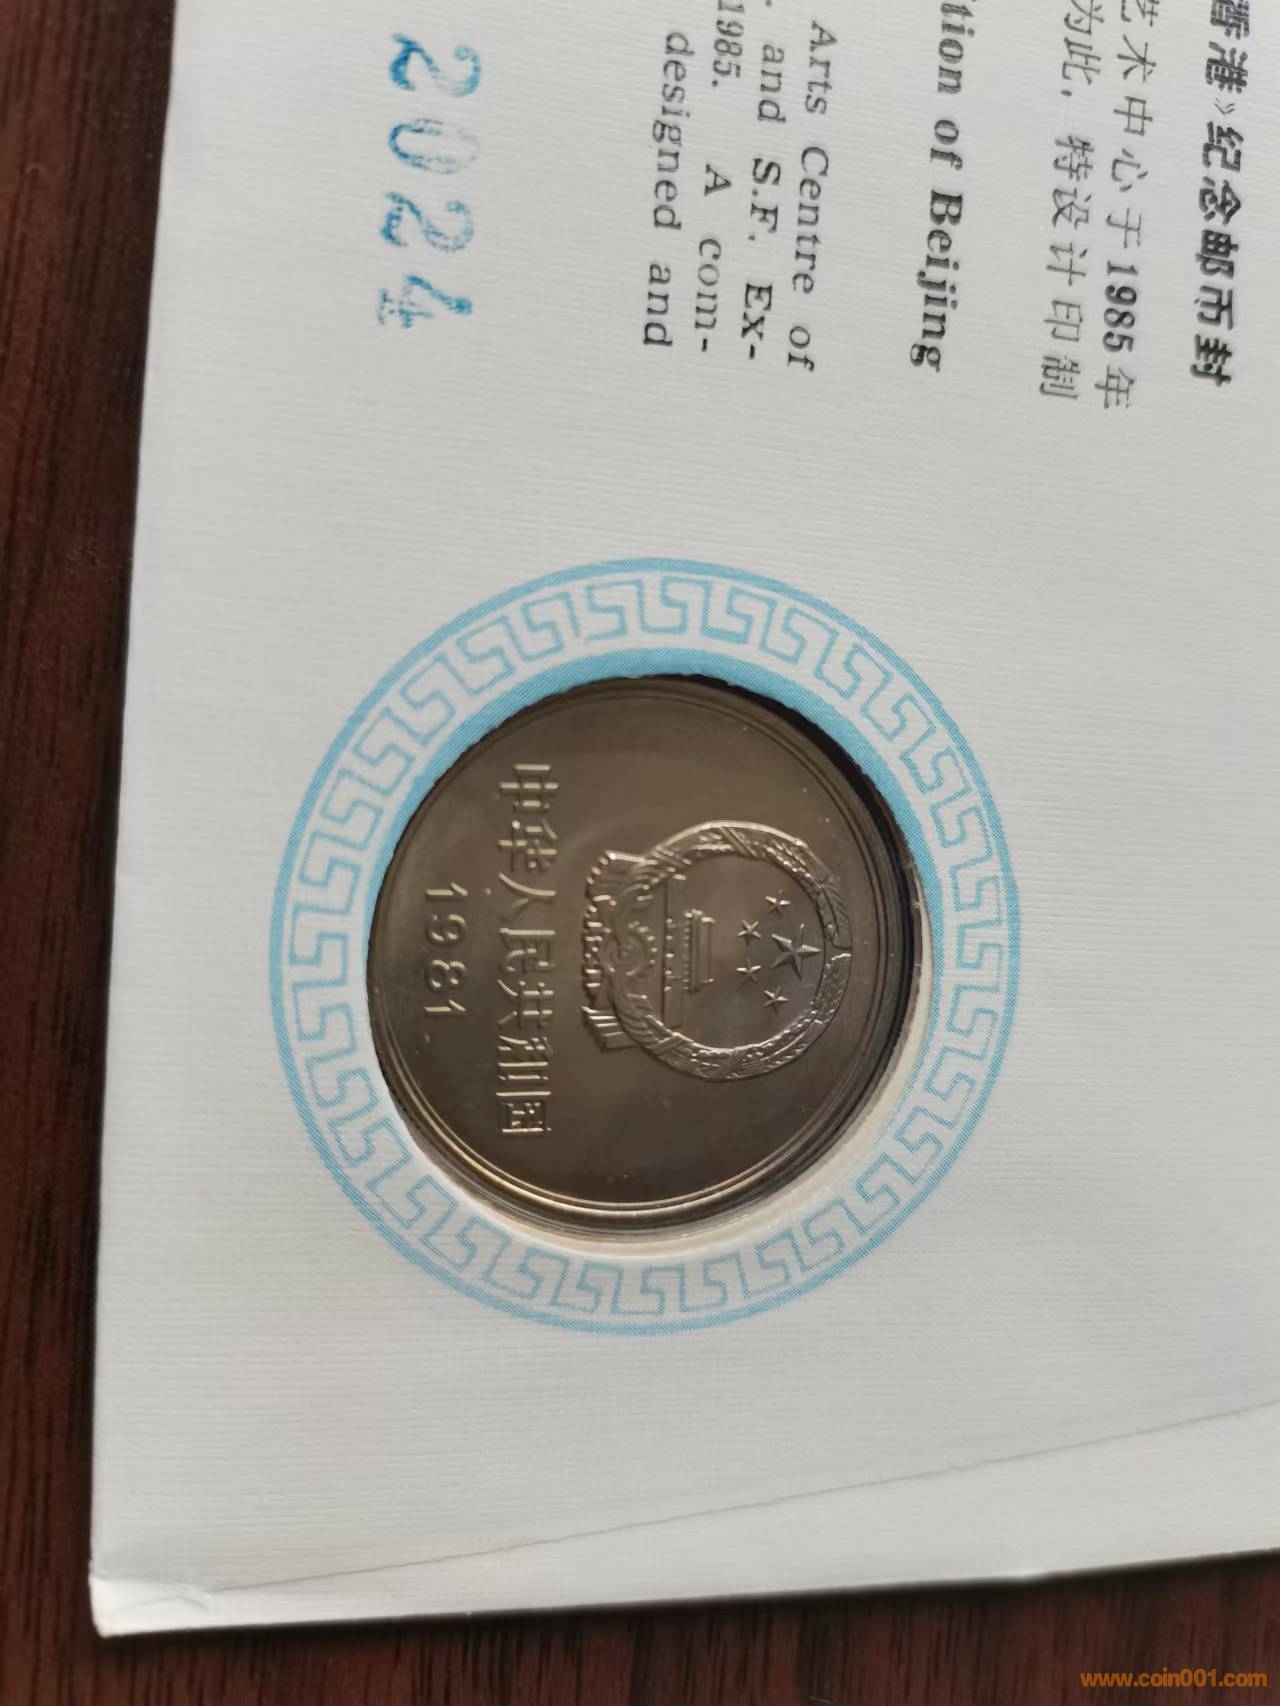 香港》纪念邮币封
艺术中心于1985年
为此，特设计印制
tion of Beijing
Arts Centre of
and S.F. Ex-
1985. A com-
designed and
2024
中华人民共和国
1981
www.coin001.com